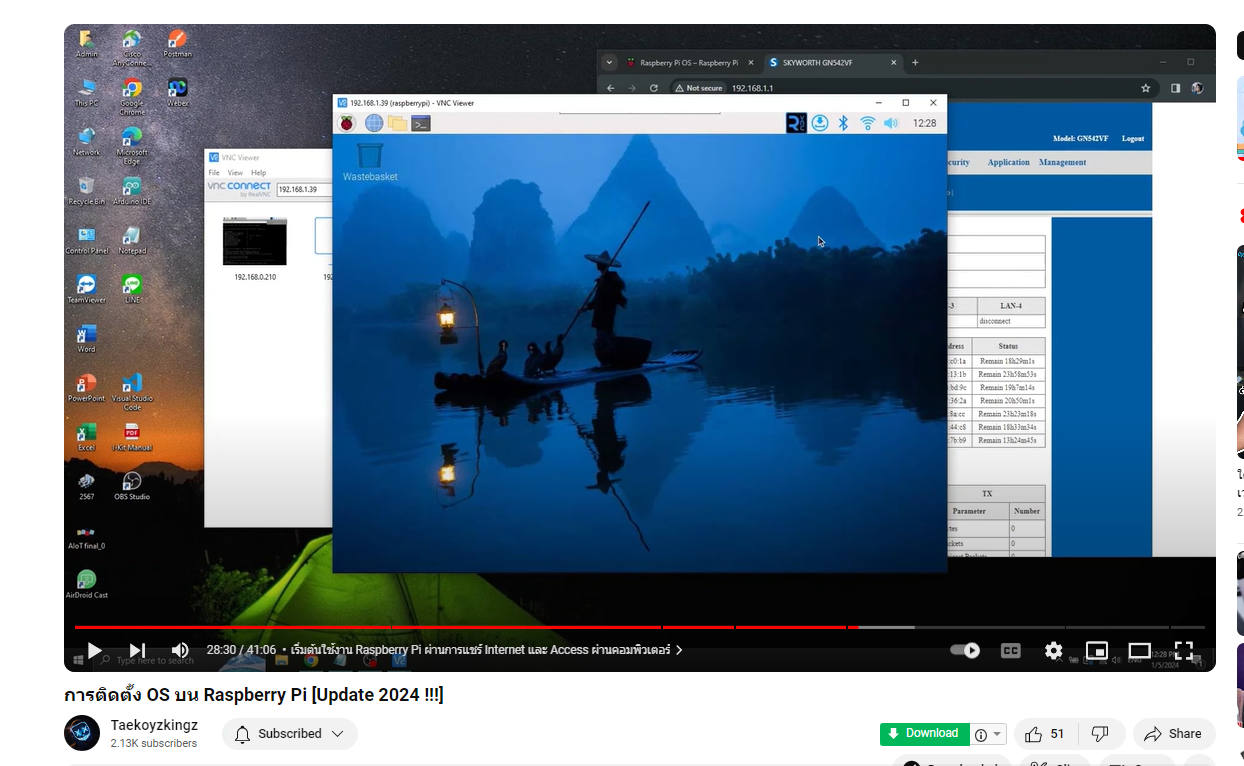 Admin
Cisco
AnyConne...
Postman
This PC
Google
Chrome
Webex
Network
Microsoft
Edge
Recycle Bin
Arduino IDE
Control Panel
Notepad
TeamViewer
LINE
Word
PowerPoint
Visual Studio
Code
Excel
i-Kit Manual
2567
OBS Studio
AIoT final_0
AirDroid Cast
Raspberry Pi OS – Raspberry Pi
SKYWORTH GN542VF
Not secure
192.168.1.1
VNC Viewer
File View Help
VNC CONNECT
by RealVNC
192.168.1.39
192.168.0.210
192.168.1.39 (raspberrypi) - VNC Viewer
12:28
Wastebasket
Model: GN542VF Logout
curity Application Management
-3 LAN-4
disconnect
dress Status
:c0:1a Remain 18h29m1s
:13:1b Remain 23h58m53s
:bd:9c Remain 19h7m14s
:36:2a Remain 20h50m1s
:8a:cc Remain 23h23m18s
:44:c8 Remain 18h33m34s
:7b:b9 Remain 13h24m45s
TX
Parameter Number
tes 0
ckets 0
28:30 / 41:06 • เริ่มต้นใช้งาน Raspberry Pi ผ่านการแชร์ Internet และ Access ผ่านคอมพิวเตอร์
CC
Type here to search
12:28 PM
1/5/2024
การติดตั้ง OS บน Raspberry Pi [Update 2024 !!!]
Taekoyzkingz
2.13K subscribers
Subscribed
Download
51
Share